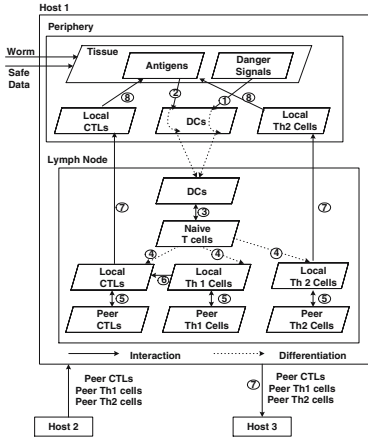 Host 1
Periphery
Worm
Safe
Data
Tissue
Antigens
Danger
Signals
2
1
8
8
Local
CTLs
DCs
Local
Th2 Cells
Lymph Node
DCs
3
7
7
Naive
T cells
4
4
4
Local
CTLs
6
Local
Th 1 Cells
Local
Th 2 Cells
5
5
5
Peer
CTLs
Peer
Th1 Cells
Peer
Th2 Cells
Interaction
Differentiation
Peer CTLs
Peer Th1 cells
Peer Th2 cells
7
Peer CTLs
Peer Th1 cells
Peer Th2 cells
Host 2
Host 3